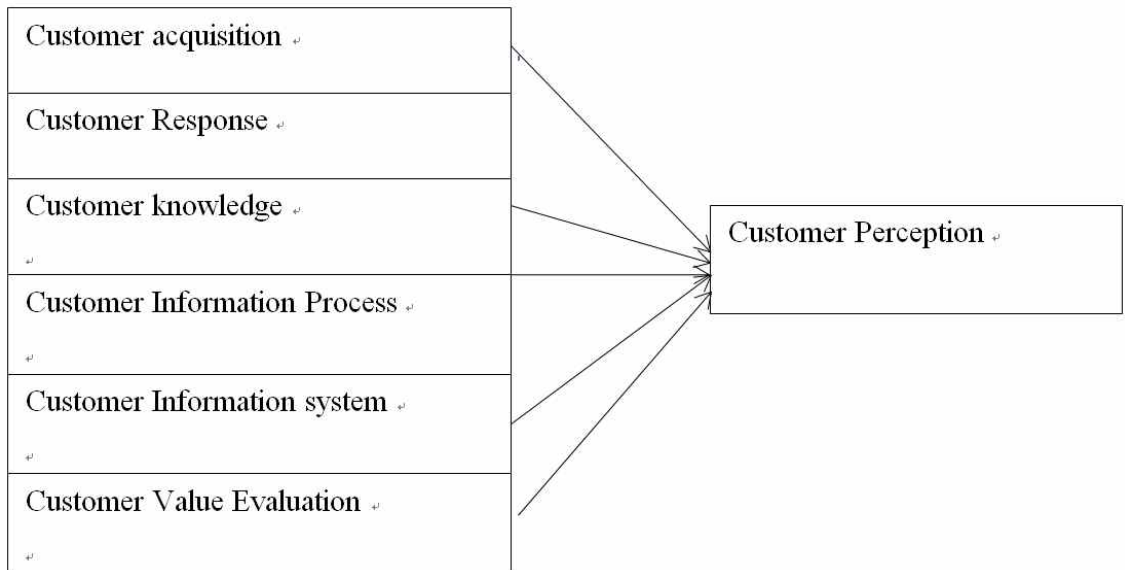 Customer acquisition
Customer Response
Customer knowledge
Customer Perception
Customer Information Process
Customer Information system
Customer Value Evaluation